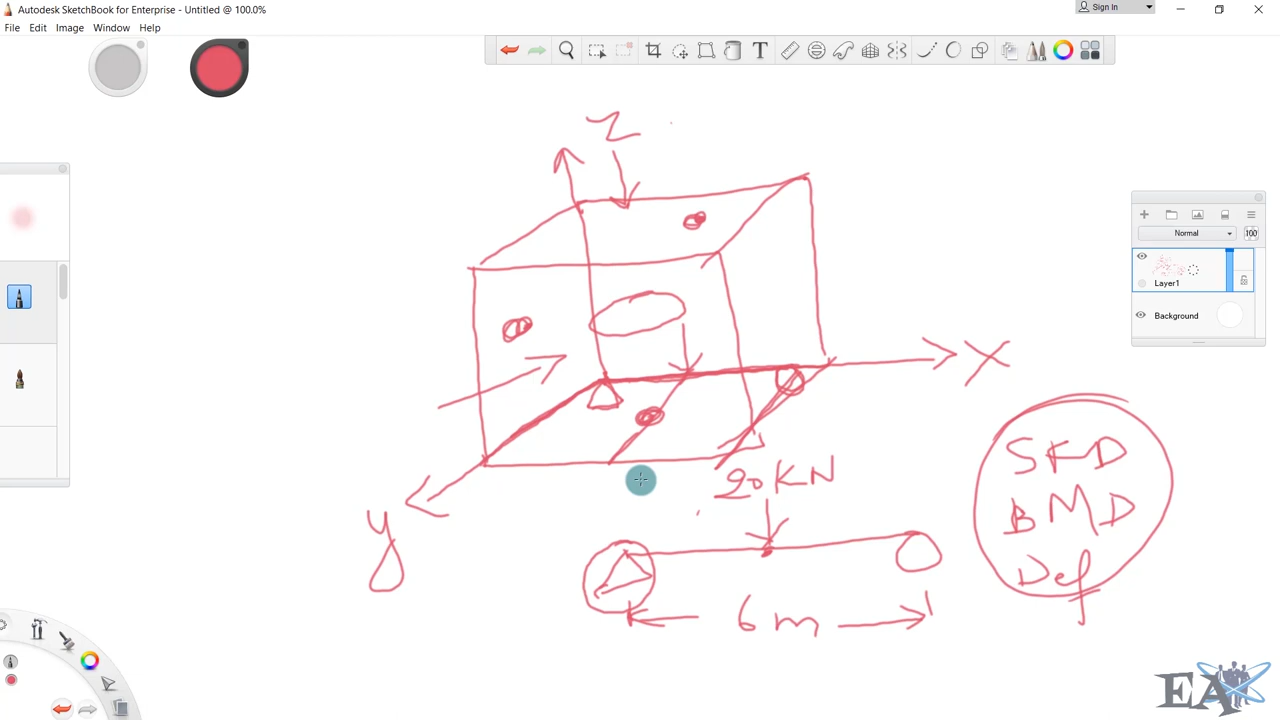 Autodesk SketchBook for Enterprise - Untitled @ 100.0%
Sign In
File Edit Image Window Help
T
Normal
100
Layer1
Background
Z
X
y
20 KN
6 m
SFD
BMD
Def
EA